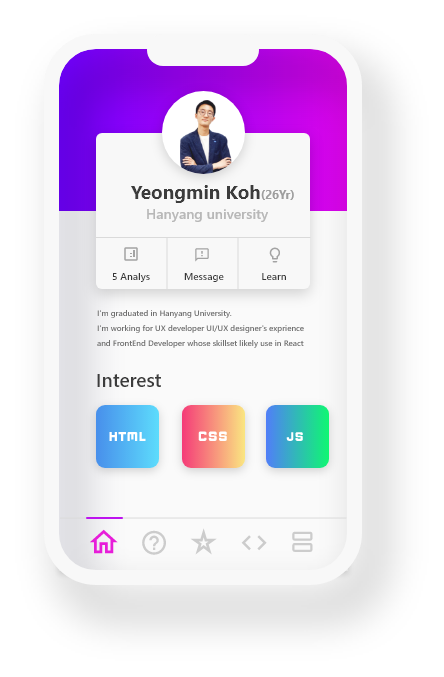 Yeongmin Koh(26Yr)
Hanyang university
5 Analys
Message
Learn
I'm graduated in Hanyang University.
I'm working for UX developer UI/UX designer's exprience
and FrontEnd Developer whose skillset likely use in React
Interest
HTML
CSS
JS